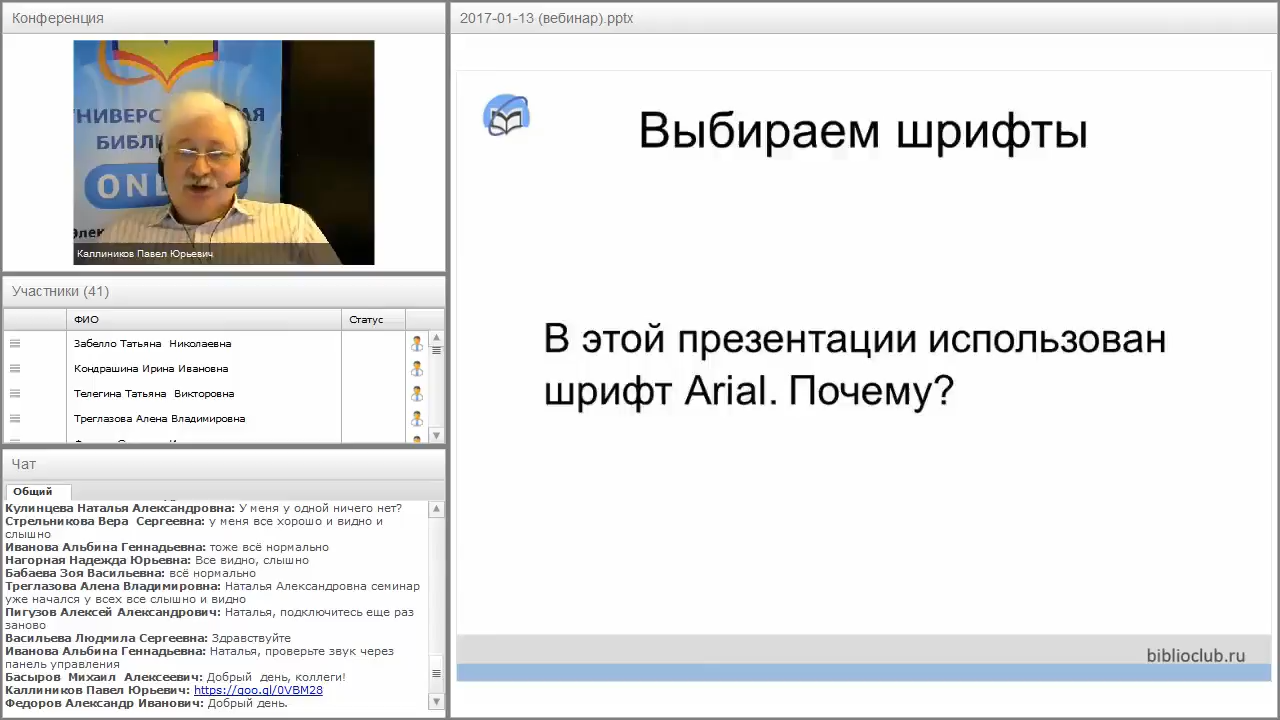 Конференция
НИВЕРС
АЯ
БИБЛ
ONL
элек
Каллиников Павел Юрьевич
Участники (41)
ФИО
Статус
Забелло Татьяна Николаевна
Кондрашина Ирина Ивановна
Телегина Татьяна Викторовна
Треглазова Алена Владимировна
Чат
Общий
Кулинцева Наталья Александровна: У меня у одной ничего нет?
Стрельникова Вера Сергеевна: у меня все хорошо и видно и
слышно
Иванова Альбина Геннадьевна: тоже всё нормально
Нагорная Надежда Юрьевна: Все видно, слышно
Бабаева Зоя Васильевна: всё нормально
Треглазова Алена Владимировна: Наталья Александровна семинар
уже начался у всех все слышно и видно
Пигузов Алексей Александрович: Наталья, подключитесь еще раз
заново
Васильева Людмила Сергеевна: Здравствуйте
Иванова Альбина Геннадьевна: Наталья, проверьте звук через
панель управления
Басыров Михаил Алексеевич: Добрый день, коллеги!
Каллиников Павел Юрьевич: https://goo.gl/0VBM28
Федоров Александр Иванович: Добрый день.
2017-01-13 (вебинар).pptx
Выбираем шрифты
В этой презентации использован
шрифт Arial. Почему?
biblioclub.ru